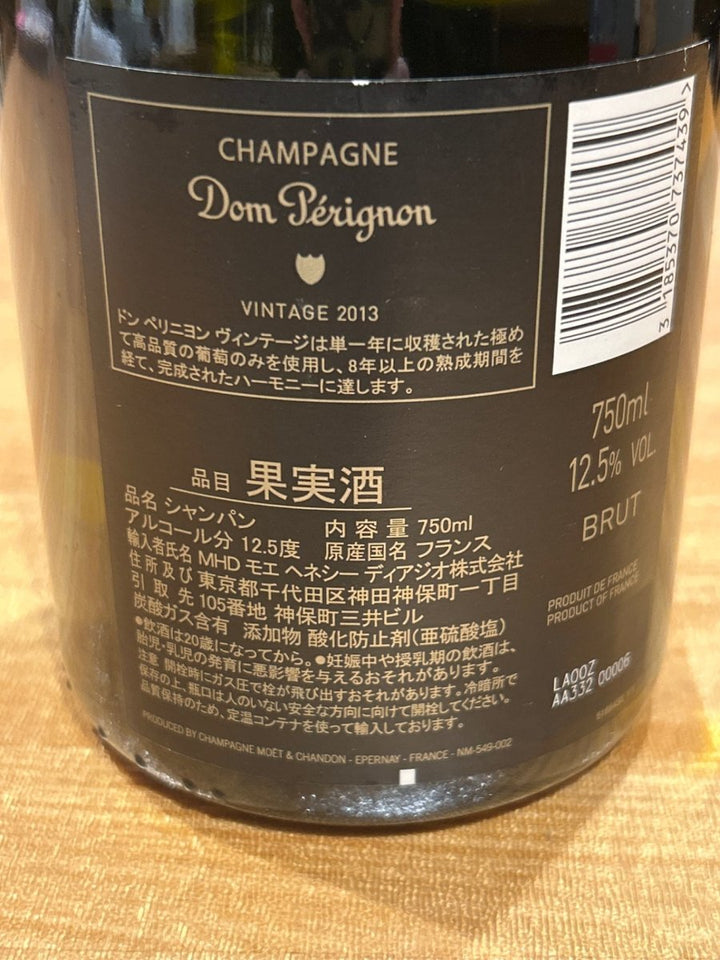 CHAMPAGNE
Dom Pérignon
VINTAGE 2013
ドン ペリニヨン ヴィンテージは単一年に収穫された極め
て高品質の葡萄のみを使用し、8年以上の熟成期間を
経て、完成されたハーモニーに達します。
3 185370 737439 >
750ml
12.5% VOL.
BRUT
PRODUIT DE FRANCE
PRODUCT OF FRANCE
LA00Z
AA332 00006
品目 果実酒
品名 シャンパン
内容量 750ml
アルコール分 12.5度 原産国名 フランス
輸入者氏名 MHD モエ ヘネシー ディアジオ株式会社
住所及び 東京都千代田区神田神保町一丁目
引取先 105番地 神保町三井ビル
炭酸ガス含有 添加物 酸化防止剤(亜硫酸塩)
●飲酒は20歳になってから。●妊娠中や授乳期の飲酒は、
胎児・乳児の発育に悪影響を与えるおそれがあります。
注意 開栓時にガス圧で栓が飛び出すおそれがあります。冷暗所で
保存の上、瓶口は人のいない安全な方向に向けて開栓してください。
品質保持のため、定温コンテナを使って輸入しております。
PRODUCED BY CHAMPAGNE MOËT & CHANDON - EPERNAY - FRANCE - NM-549-002